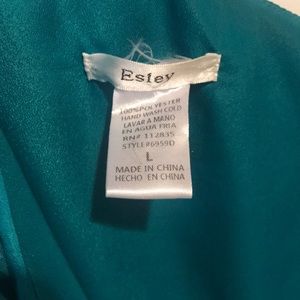 Esley
100%POLYESTER
HAND WASH COLD
LAVAR A MANO
EN AGUA FRIA
RN# 112835
STYLE#6959D
L
MADE IN CHINA
HECHO EN CHINA